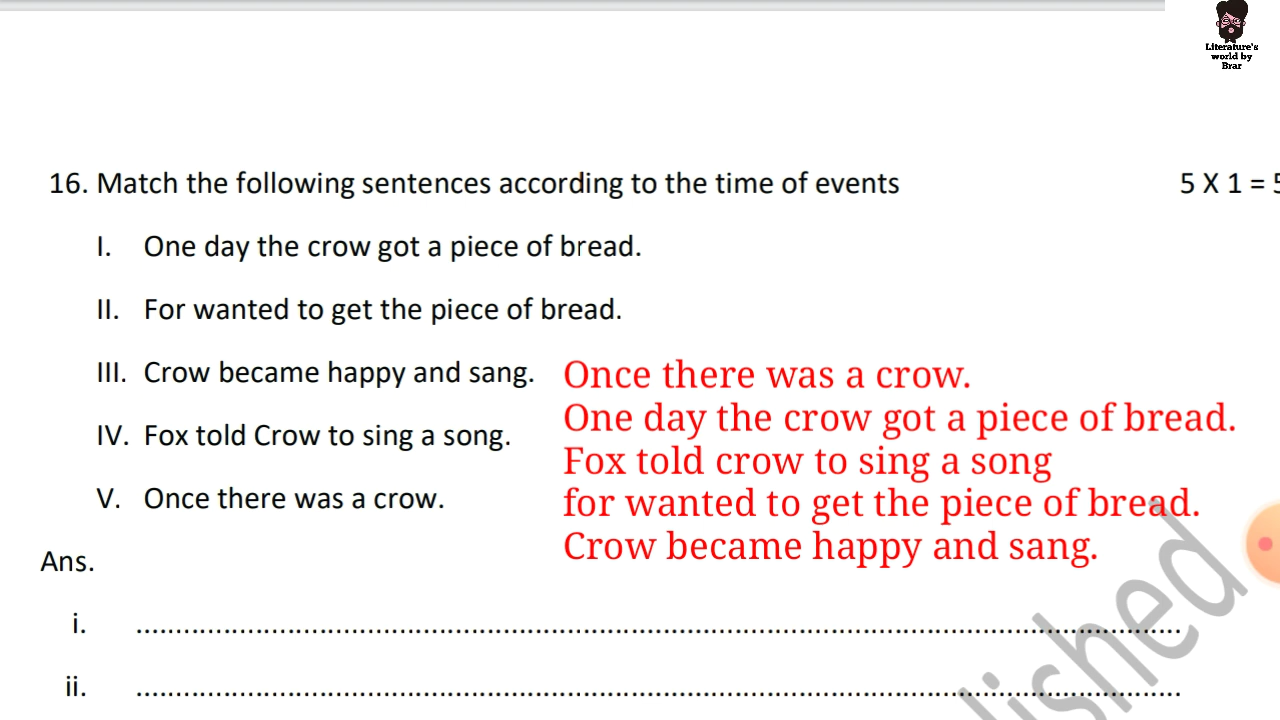 Literature's
world by
Brar
16. Match the following sentences according to the time of events 5 X 1 =
I. One day the crow got a piece of bread.
II. For wanted to get the piece of bread.
III. Crow became happy and sang.
IV. Fox told Crow to sing a song.
V. Once there was a crow.
Once there was a crow.
One day the crow got a piece of bread.
Fox told crow to sing a song
for wanted to get the piece of bread.
Crow became happy and sang.
Ans.
i. ....................................................................................................
ii. ....................................................................................................